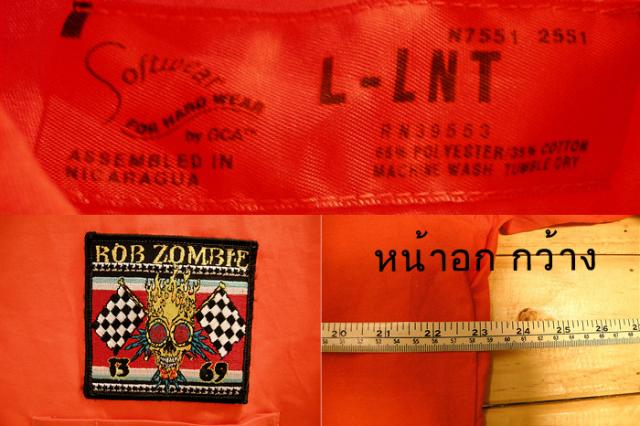 N7551 2551
Softwear
L-LNT
FOR HARD WEAR
by GCA™
RN39553
ASSEMBLED IN
NICARAGUA
65% POLYESTER/35% COTTON
MACHINE WASH TUMBLE DRY
ROB ZOMBIE
13 69
หน้าอก กว้าง
20 21 22 23 24 25 26